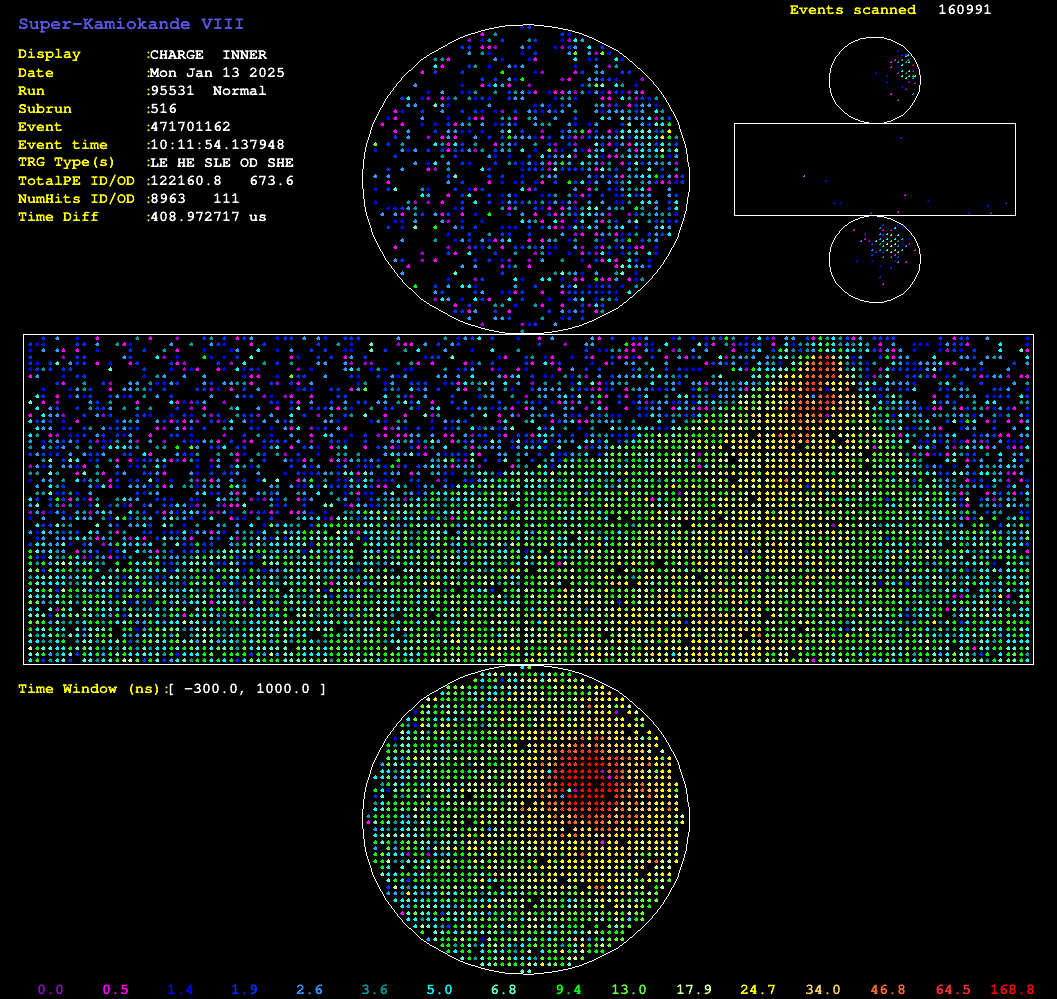 Super-Kamiokande VIII
Events scanned 160991
Display :CHARGE INNER
Date :Mon Jan 13 2025
Run :95531 Normal
Subrun :516
Event :471701162
Event time :10:11:54.137948
TRG Type(s) :LE HE SLE OD SHE
TotalPE ID/OD :122160.8 673.6
NumHits ID/OD :8963 111
Time Diff :408.972717 us
Time Window (ns):[ -300.0, 1000.0 ]
0.0 0.5 1.4 1.9 2.6 3.6 5.0 6.8 9.4 13.0 17.9 24.7 34.0 46.8 64.5 168.8